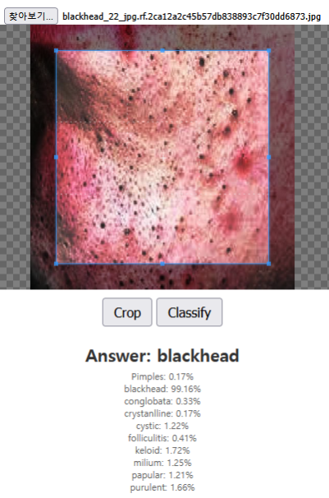 찾아보기... blackhead_22_jpg.rf.2ca12a2c45b57db838893c7f30dd6873.jpg
Crop Classify
Answer: blackhead
Pimples: 0.17%
blackhead: 99.16%
conglobata: 0.33%
crystanlline: 0.17%
cystic: 1.22%
folliculitis: 0.41%
keloid: 1.72%
milium: 1.25%
papular: 1.21%
purulent: 1.66%